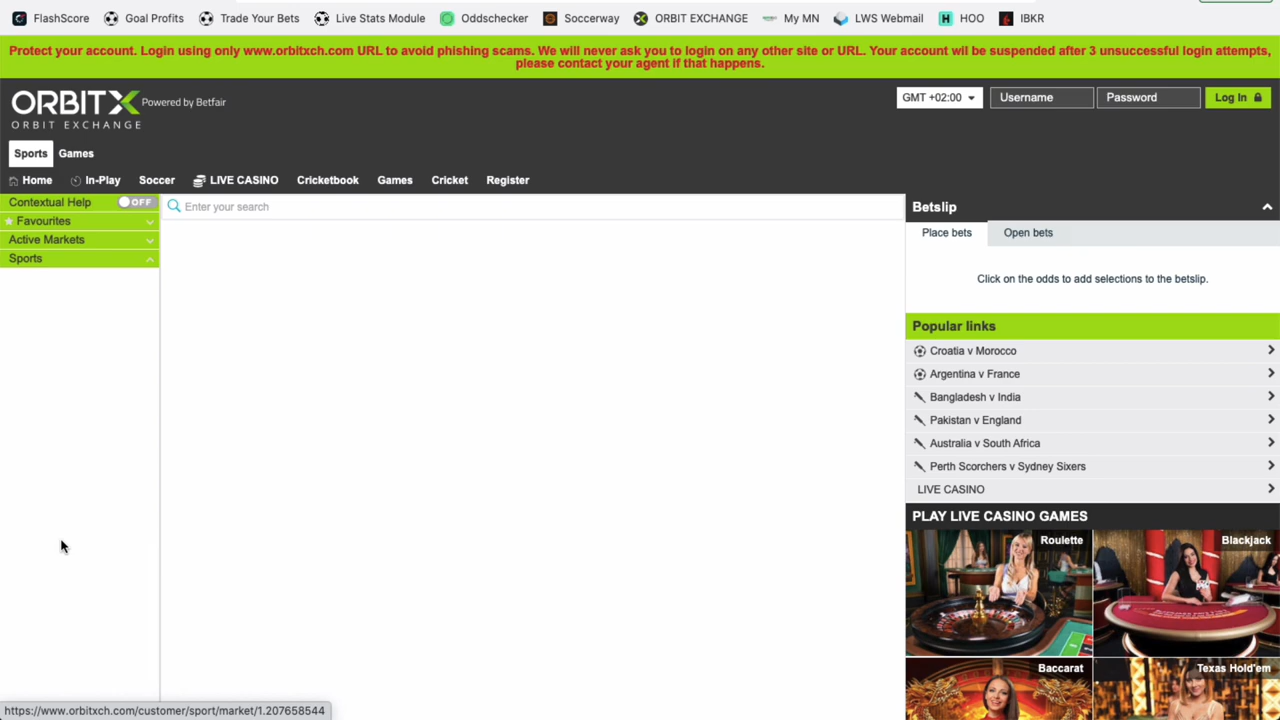 FlashScore Goal Profits Trade Your Bets Live Stats Module Oddschecker Soccerway ORBIT EXCHANGE My MN LWS Webmail HOO IBKR
Protect your account. Login using only www.orbitxch.com URL to avoid phishing scams. We will never ask you to login on any other site or URL. Your account wil be suspended after 3 unsuccessful login attempts,
please contact your agent if that happens.
ORBITX Powered by Betfair
ORBIT EXCHANGE
GMT +02:00 Username Password Log In
Sports Games
Home In-Play Soccer LIVE CASINO Cricketbook Games Cricket Register
Contextual Help OFF
Favourites
Active Markets
Sports
Enter your search
Betslip
Place bets Open bets
Click on the odds to add selections to the betslip.
Popular links
Croatia v Morocco
Argentina v France
Bangladesh v India
Pakistan v England
Australia v South Africa
Perth Scorchers v Sydney Sixers
LIVE CASINO
PLAY LIVE CASINO GAMES
Roulette Blackjack
Baccarat Texas Hold'em
https://www.orbitxch.com/customer/sport/market/1.207658544